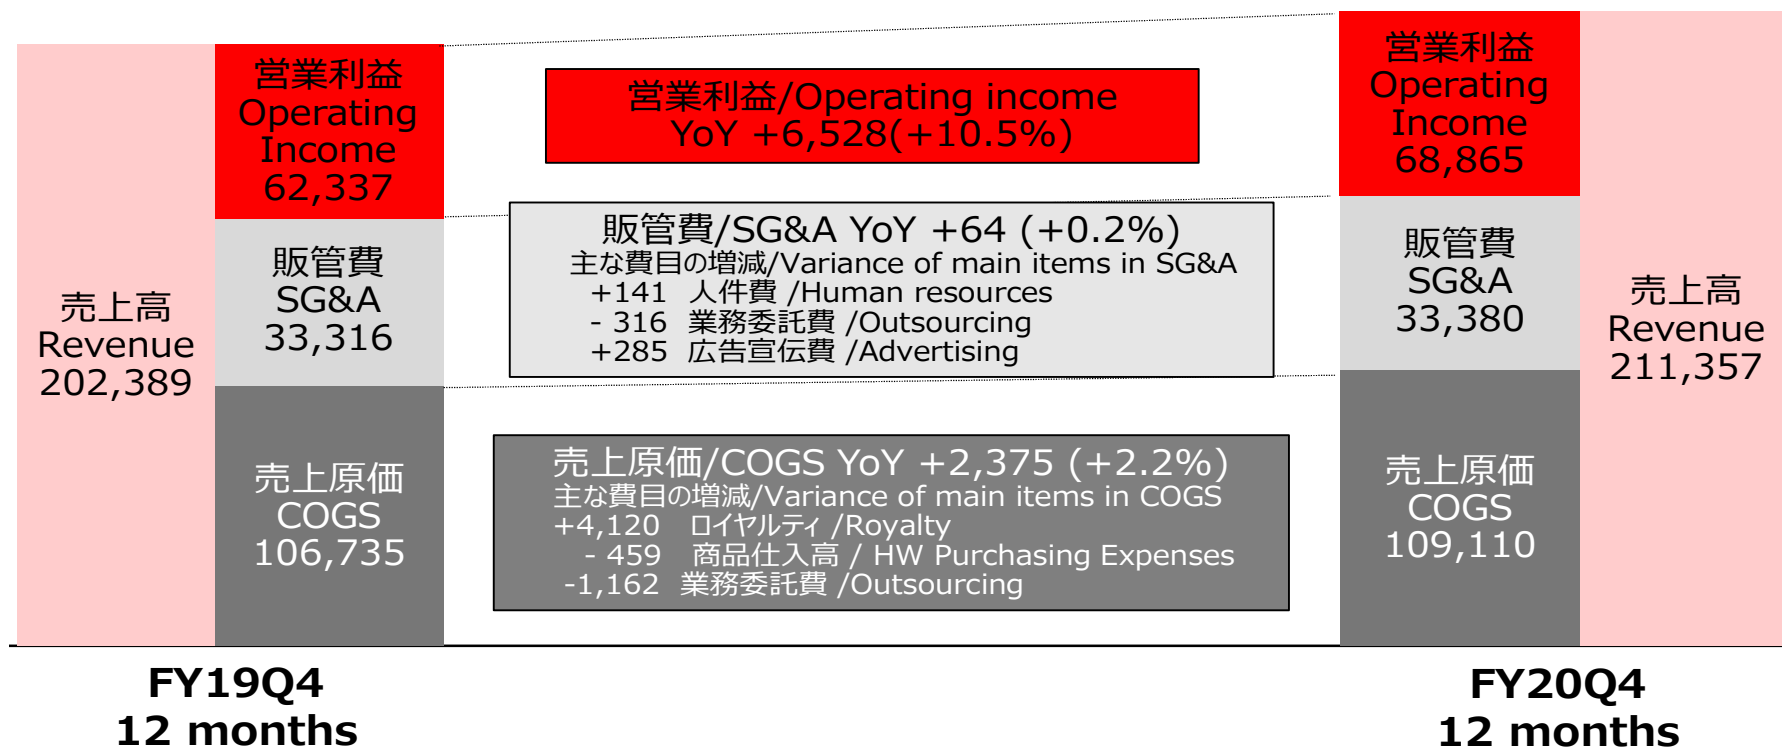 売上高
Revenue
202,389
営業利益
Operating
Income
62,337
販管費
SG&A
33,316
売上原価
COGS
106,735
営業利益/Operating income
YoY +6,528(+10.5%)
販管費/SG&A YoY +64 (+0.2%)
主な費目の増減/Variance of main items in SG&A
+141 人件費 /Human resources
- 316 業務委託費 /Outsourcing
+285 広告宣伝費 /Advertising
売上原価/COGS YoY +2,375 (+2.2%)
主な費目の増減/Variance of main items in COGS
+4,120 ロイヤルティ /Royalty
- 459 商品仕入高 / HW Purchasing Expenses
-1,162 業務委託費 /Outsourcing
営業利益
Operating
Income
68,865
販管費
SG&A
33,380
売上原価
COGS
109,110
売上高
Revenue
211,357
FY19Q4
12 months
FY20Q4
12 months